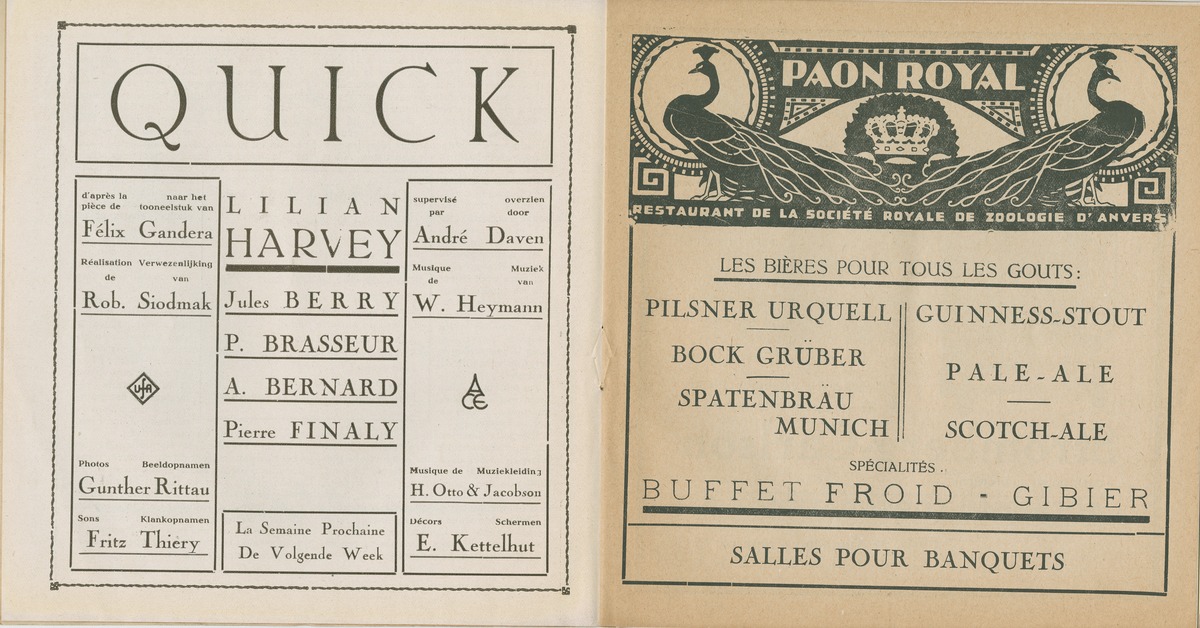 QUICK
d'après la naar het
pièce de tooneelstuk van
Félix Gandera
Réalisation Verwezenlijking
de van
Rob. Siodmak
UFA
Photos Beeldopnamen
Gunther Rittau
Sons Klankopnamen
Fritz Thiery
LILIAN
HARVEY
Jules BERRY
P. BRASSEUR
A. BERNARD
Pierre FINALY
La Semaine Prochaine
De Volgende Week
supervisé overzien
par door
André Daven
Musique Muziek
de van
W. Heymann
ACE
Musique de Muziekleiding
H. Otto & Jacobson
Décors Schermen
E. Kettelhut
PAON ROYAL
RESTAURANT DE LA SOCIÉTÉ ROYALE DE ZOOLOGIE D'ANVERS
LES BIÈRES POUR TOUS LES GOUTS:
PILSNER URQUELL
BOCK GRÜBER
SPATENBRÄU
MUNICH
GUINNESS-STOUT
PALE-ALE
SCOTCH-ALE
SPÉCIALITÉS.
BUFFET FROID - GIBIER
SALLES POUR BANQUETS